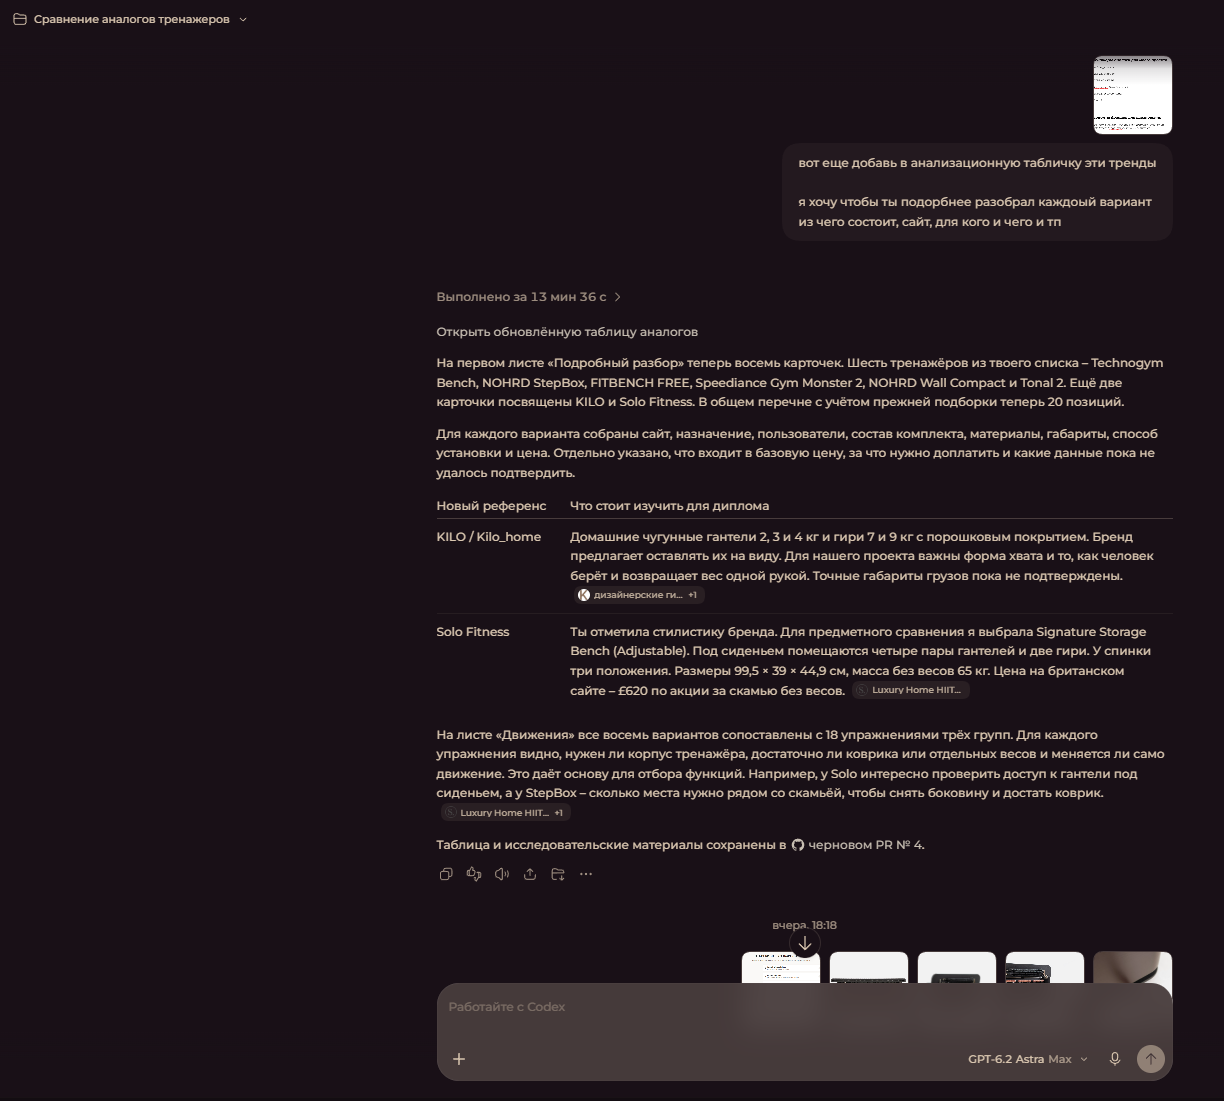 Сравнение аналогов тренажеров
вот еще добавь в анализационную табличку эти тренды
я хочу чтобы ты подорбнее разобрал каждоый вариант
из чего состоит, сайт, для кого и чего и тп
Выполнено за 13 мин 36 с
Открыть обновлённую таблицу аналогов
На первом листе «Подробный разбор» теперь восемь карточек. Шесть тренажёров из твоего списка – Technogym
Bench, NOHRD StepBox, FITBENCH FREE, Speediance Gym Monster 2, NOHRD Wall Compact и Tonal 2. Ещё две
карточки посвящены KILO и Solo Fitness. В общем перечне с учётом прежней подборки теперь 20 позиций.
Для каждого варианта собраны сайт, назначение, пользователи, состав комплекта, материалы, габариты, способ
установки и цена. Отдельно указано, что входит в базовую цену, за что нужно доплатить и какие данные пока не
удалось подтвердить.
Новый референс Что стоит изучить для диплома
KILO / Kilo_home Домашние чугунные гантели 2, 3 и 4 кг и гири 7 и 9 кг с порошковым покрытием. Бренд
предлагает оставлять их на виду. Для нашего проекта важны форма хвата и то, как человек
берёт и возвращает вес одной рукой. Точные габариты грузов пока не подтверждены.
дизайнерские ги... +1
Solo Fitness Ты отметила стилистику бренда. Для предметного сравнения я выбрала Signature Storage
Bench (Adjustable). Под сиденьем помещаются четыре пары гантелей и две гири. У спинки
три положения. Размеры 99,5 × 39 × 44,9 см, масса без весов 65 кг. Цена на британском
сайте – £620 по акции за скамью без весов. Luxury Home HIIT...
На листе «Движения» все восемь вариантов сопоставлены с 18 упражнениями трёх групп. Для каждого
упражнения видно, нужен ли корпус тренажёра, достаточно ли коврика или отдельных весов и меняется ли само
движение. Это даёт основу для отбора функций. Например, у Solo интересно проверить доступ к гантели под
сиденьем, а у StepBox – сколько места нужно рядом со скамьёй, чтобы снять боковину и достать коврик.
Luxury Home HIIT... +1
Таблица и исследовательские материалы сохранены в черновом PR № 4.
вчера, 18:18
Работайте с Codex
GPT-6.2 Astra Max